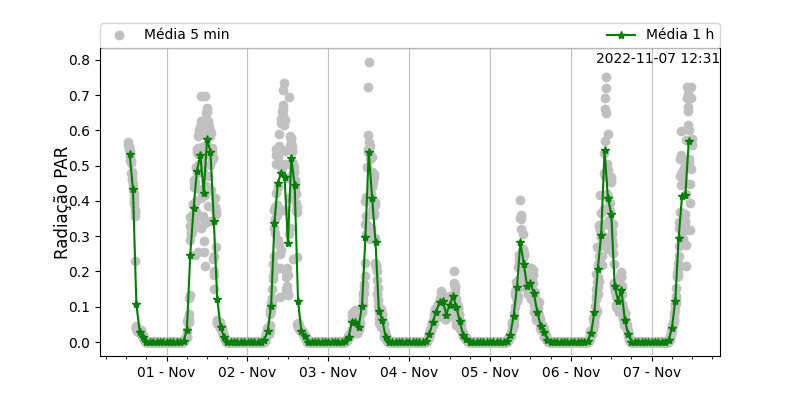 Média 5 min
Média 1 h
2022-11-07 12:31
Radiação PAR
0.8
0.7
0.6
0.5
0.4
0.3
0.2
0.1
0.0
01 - Nov
02 - Nov
03 - Nov
04 - Nov
05 - Nov
06 - Nov
07 - Nov